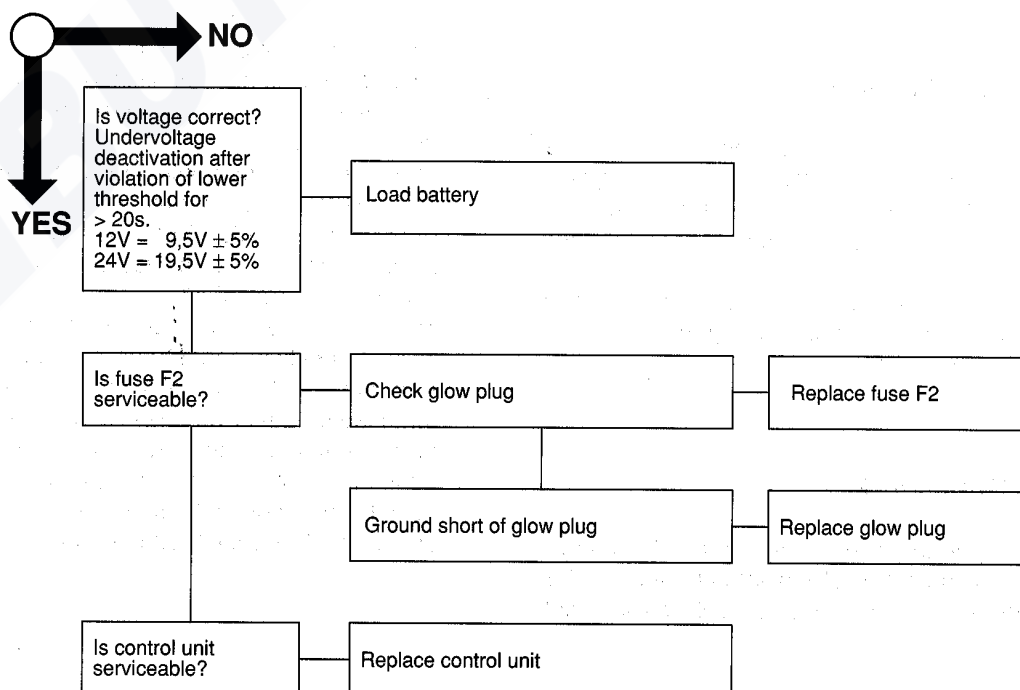 NO
YES
Is voltage correct?
Undervoltage
deactivation after
violation of lower
threshold for
> 20s.
12V = 9,5V ± 5%
24V = 19,5V ± 5%
Load battery
Is fuse F2
serviceable?
Check glow plug
Replace fuse F2
Ground short of glow plug
Replace glow plug
Is control unit
serviceable?
Replace control unit